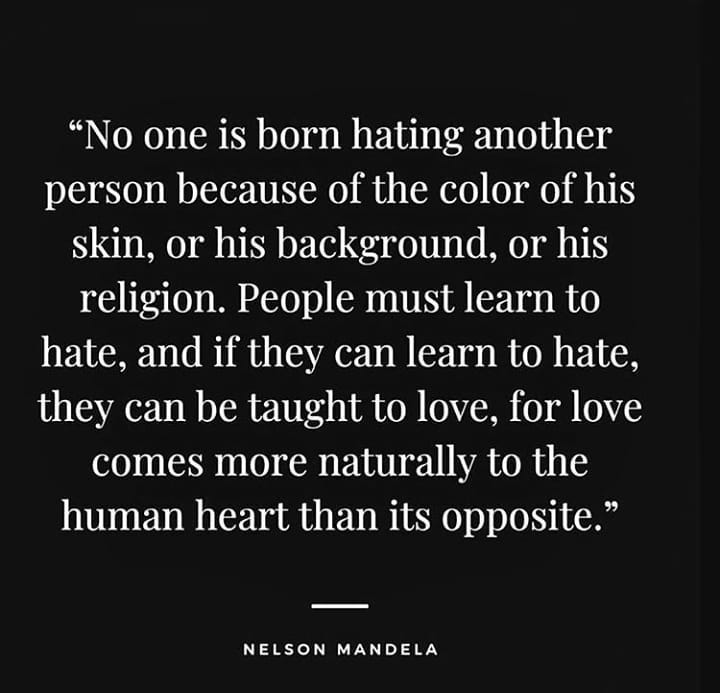 “No one is born hating another
person because of the color of his
skin, or his background, or his
religion. People must learn to
hate, and if they can learn to hate,
they can be taught to love, for love
comes more naturally to the
human heart than its opposite.”
NELSON MANDELA